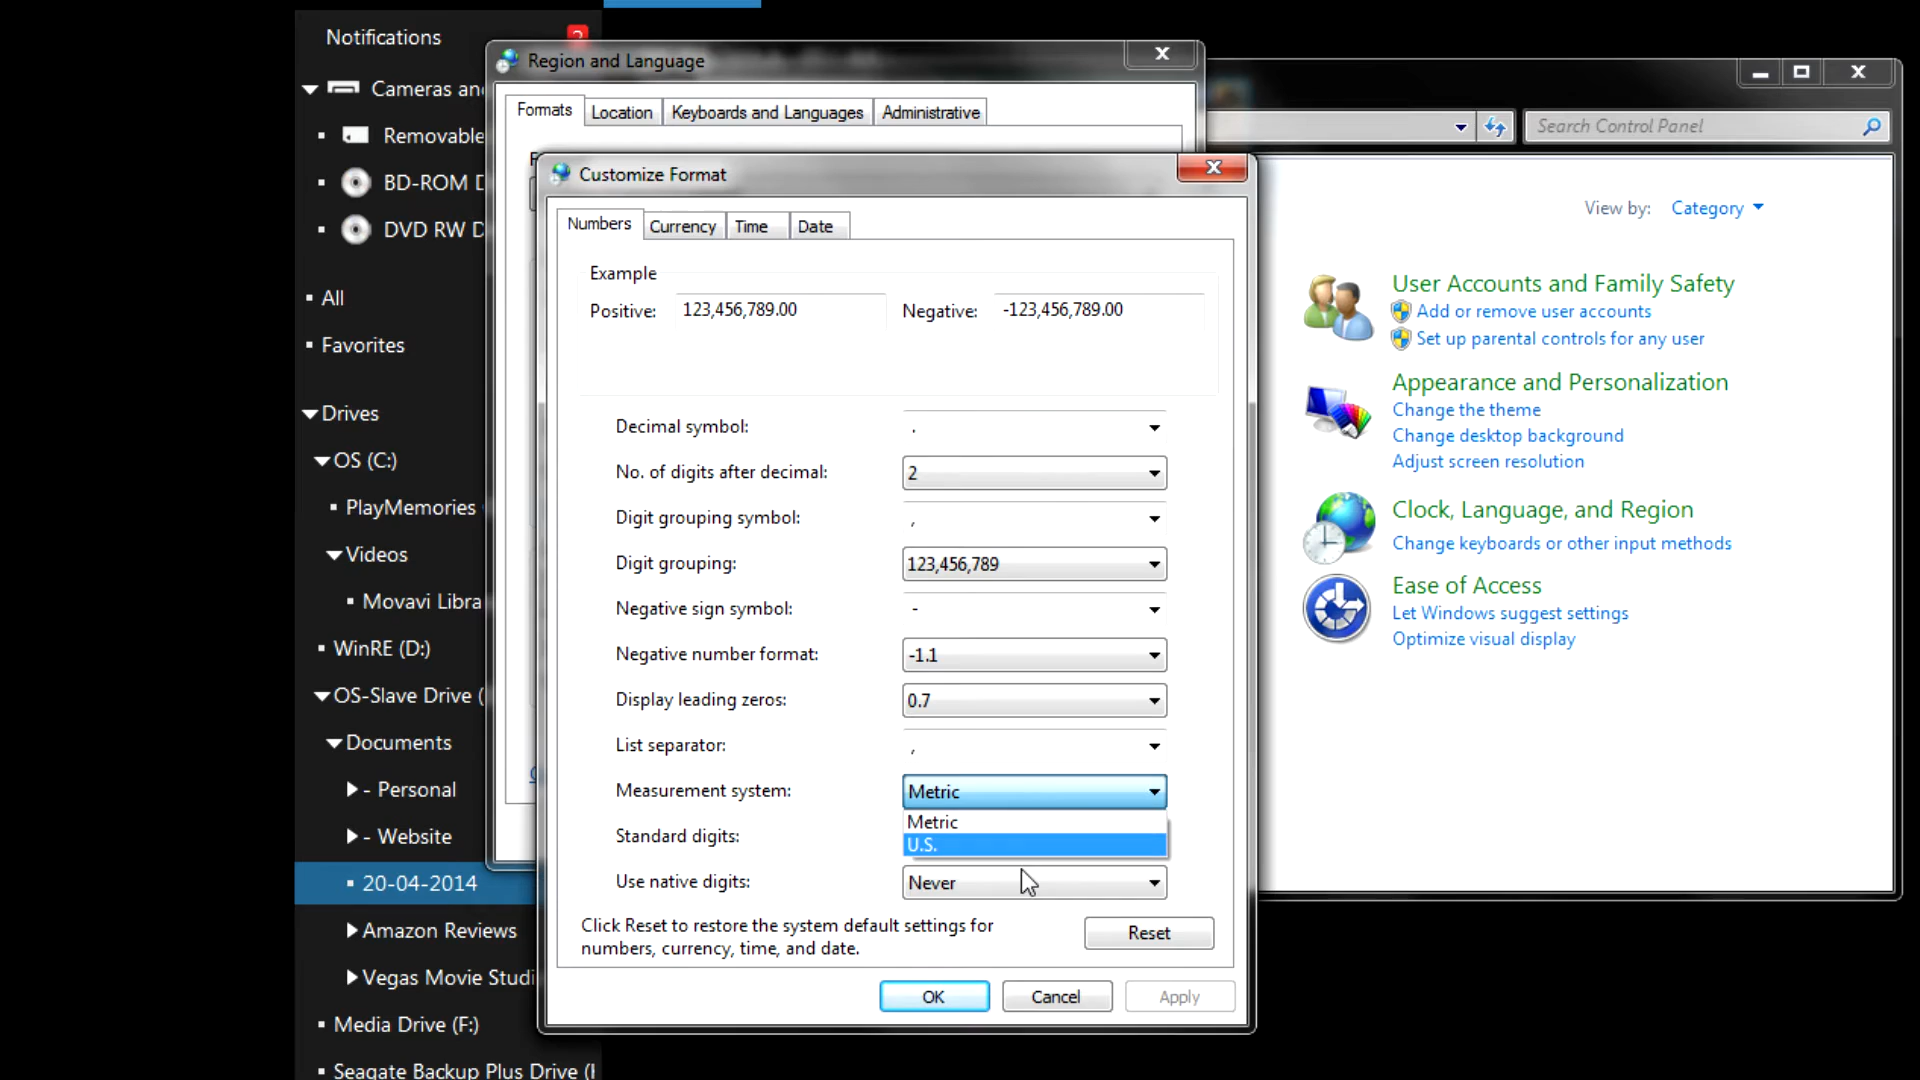 Notifications
?
Cameras an
Removable
BD-ROM D
DVD RW D
All
Favorites
Drives
OS (C:)
PlayMemories
Videos
Movavi Libra
WinRE (D:)
OS-Slave Drive (
Documents
- Personal
- Website
20-04-2014
Amazon Reviews
Vegas Movie Studi
Media Drive (F:)
Seagate Backup Plus Drive (
Region and Language
Formats
Location
Keyboards and Languages
Administrative
Customize Format
Numbers
Currency
Time
Date
Example
Positive: 123,456,789.00
Negative: -123,456,789.00
Decimal symbol: .
No. of digits after decimal: 2
Digit grouping symbol: ,
Digit grouping: 123,456,789
Negative sign symbol: -
Negative number format: -1.1
Display leading zeros: 0.7
List separator: ,
Measurement system: Metric
Metric
U.S.
Standard digits:
Use native digits: Never
Click Reset to restore the system default settings for
numbers, currency, time, and date.
Reset
OK
Cancel
Apply
Search Control Panel
View by: Category
User Accounts and Family Safety
Add or remove user accounts
Set up parental controls for any user
Appearance and Personalization
Change the theme
Change desktop background
Adjust screen resolution
Clock, Language, and Region
Change keyboards or other input methods
Ease of Access
Let Windows suggest settings
Optimize visual display